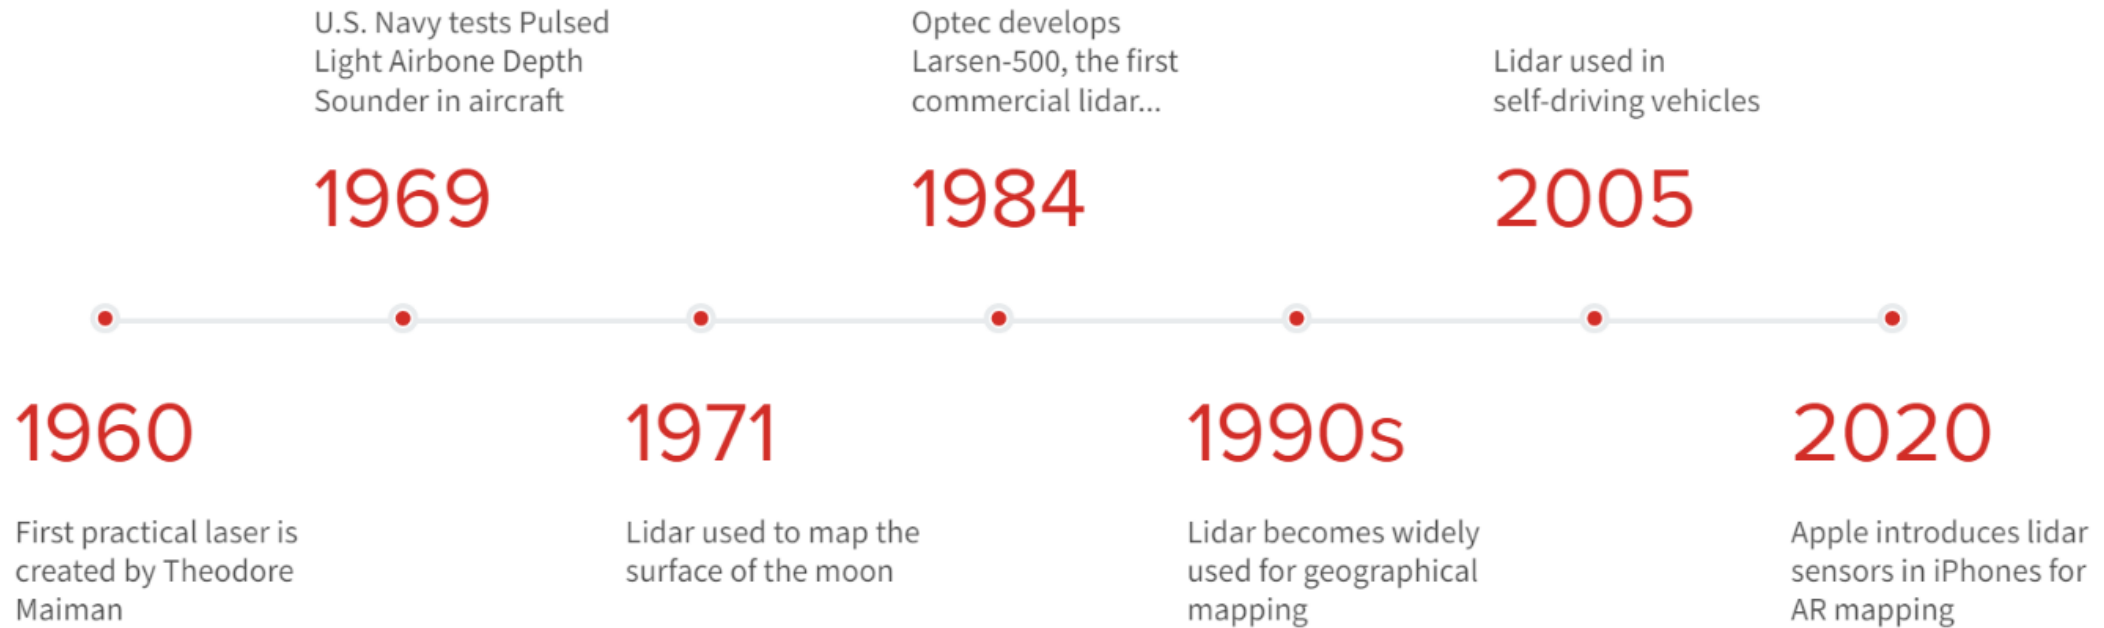 U.S. Navy tests Pulsed
Light Airbone Depth
Sounder in aircraft
1969
Optec develops
Larsen-500, the first
commercial lidar...
1984
Lidar used in
self-driving vehicles
2005
1960
First practical laser is
created by Theodore
Maiman
1971
Lidar used to map the
surface of the moon
1990s
Lidar becomes widely
used for geographical
mapping
2020
Apple introduces lidar
sensors in iPhones for
AR mapping